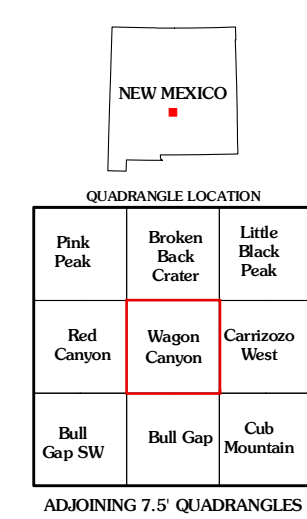 NEW MEXICO
QUADRANGLE LOCATION
Pink
Peak
Broken
Back
Crater
Little
Black
Peak
Red
Canyon
Wagon
Canyon
Carrizozo
West
Bull
Gap SW
Bull Gap
Cub
Mountain
ADJOINING 7.5' QUADRANGLES